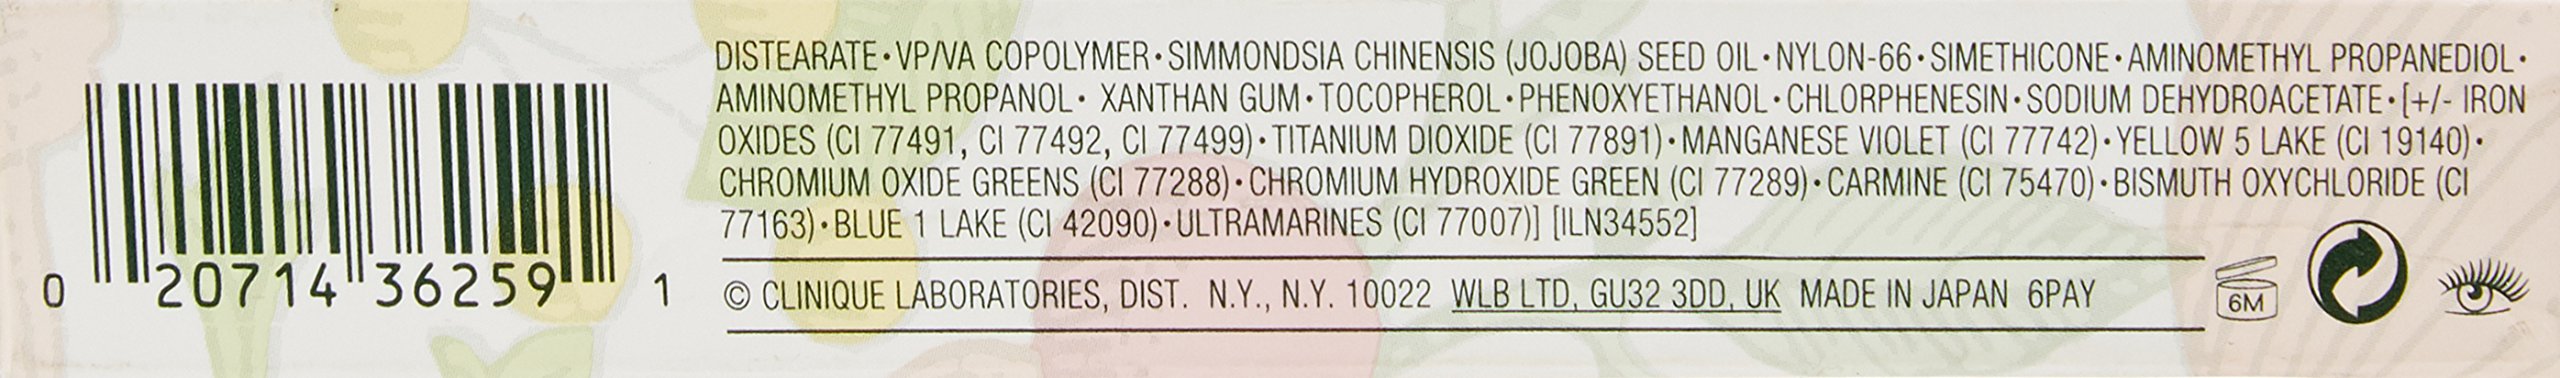 DISTEARATE•VP/VA COPOLYMER•SIMMONDSIA CHINENSIS (JOJOBA) SEED OIL•NYLON-66•SIMETHICONE•AMINOMETHYL PROPANEDIOL•
AMINOMETHYL PROPANOL• XANTHAN GUM•TOCOPHEROL•PHENOXYETHANOL•CHLORPHENESIN•SODIUM DEHYDROACETATE•[+/- IRON
OXIDES (CI 77491, CI 77492, CI 77499)•TITANIUM DIOXIDE (CI 77891)•MANGANESE VIOLET (CI 77742)•YELLOW 5 LAKE (CI 19140)•
CHROMIUM OXIDE GREENS (CI 77288)•CHROMIUM HYDROXIDE GREEN (CI 77289)•CARMINE (CI 75470)•BISMUTH OXYCHLORIDE (CI
77163)•BLUE 1 LAKE (CI 42090)•ULTRAMARINES (CI 77007)] [ILN34552]
© CLINIQUE LABORATORIES, DIST. N.Y., N.Y. 10022 WLB LTD, GU32 3DD, UK MADE IN JAPAN 6PAY
6M
0 20714 36259 1